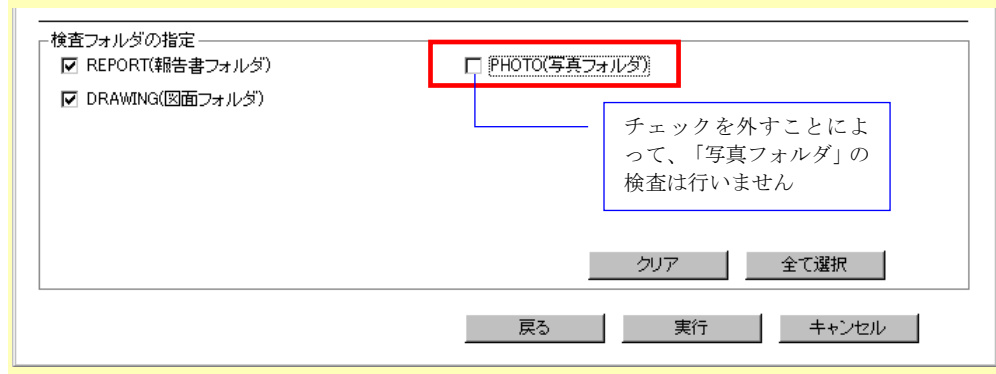 検査フォルダの指定
REPORT(報告書フォルダ)
PHOTO(写真フォルダ)
DRAWING(図面フォルダ)
チェックを外すことによ
って、「写真フォルダ」の
検査は行いません
クリア
全て選択
戻る
実行
キャンセル